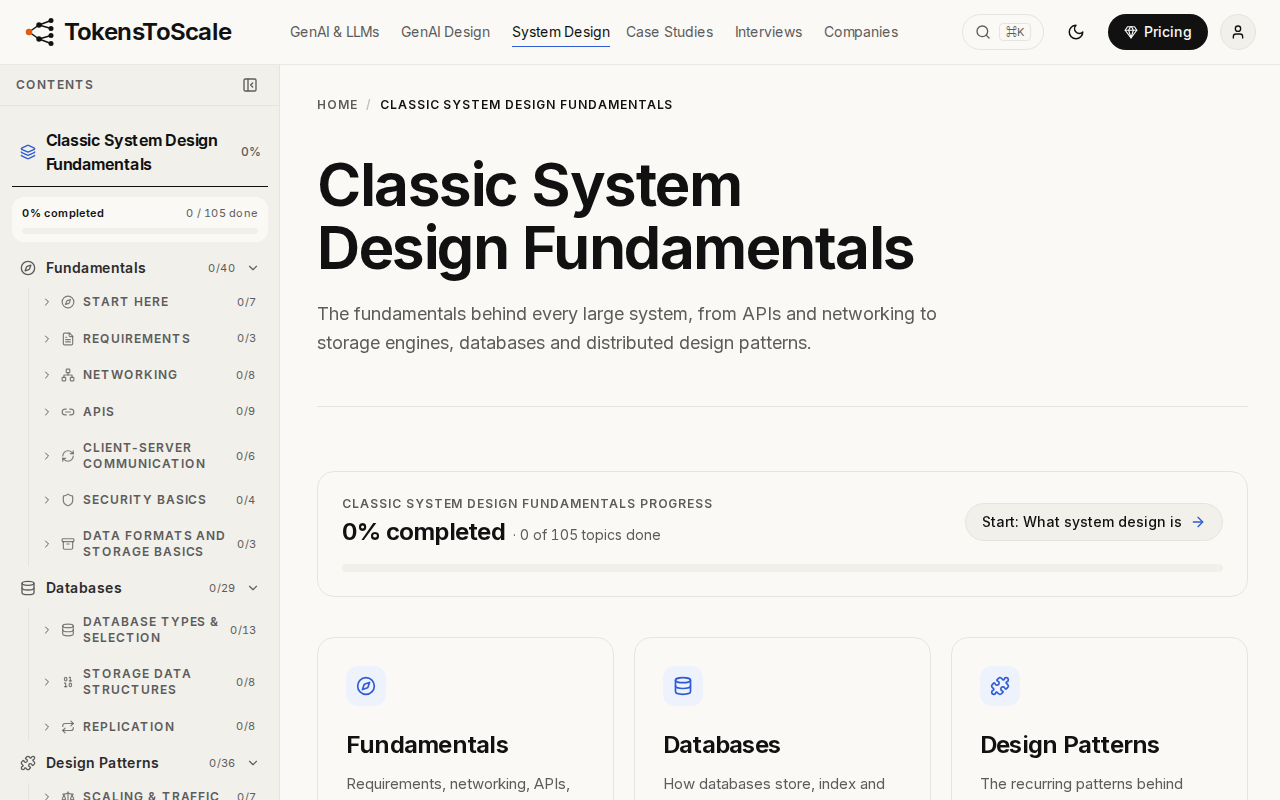 TokensToScale
GenAI & LLMs
GenAI Design
System Design
Case Studies
Interviews
Companies
⌘K
Pricing
CONTENTS
Classic System Design
Fundamentals
0%
0% completed
0 / 105 done
Fundamentals
0/40
START HERE
0/7
REQUIREMENTS
0/3
NETWORKING
0/8
APIS
0/9
CLIENT-SERVER
COMMUNICATION
0/6
SECURITY BASICS
0/4
DATA FORMATS AND
STORAGE BASICS
0/3
Databases
0/29
DATABASE TYPES &
SELECTION
0/13
STORAGE DATA
STRUCTURES
0/8
REPLICATION
0/8
Design Patterns
0/36
SCALING & TRAFFIC
0/7
HOME / CLASSIC SYSTEM DESIGN FUNDAMENTALS
Classic System
Design Fundamentals
The fundamentals behind every large system, from APIs and networking to
storage engines, databases and distributed design patterns.
CLASSIC SYSTEM DESIGN FUNDAMENTALS PROGRESS
0% completed · 0 of 105 topics done
Start: What system design is
Fundamentals
Requirements, networking, APIs,
Databases
How databases store, index and
Design Patterns
The recurring patterns behind